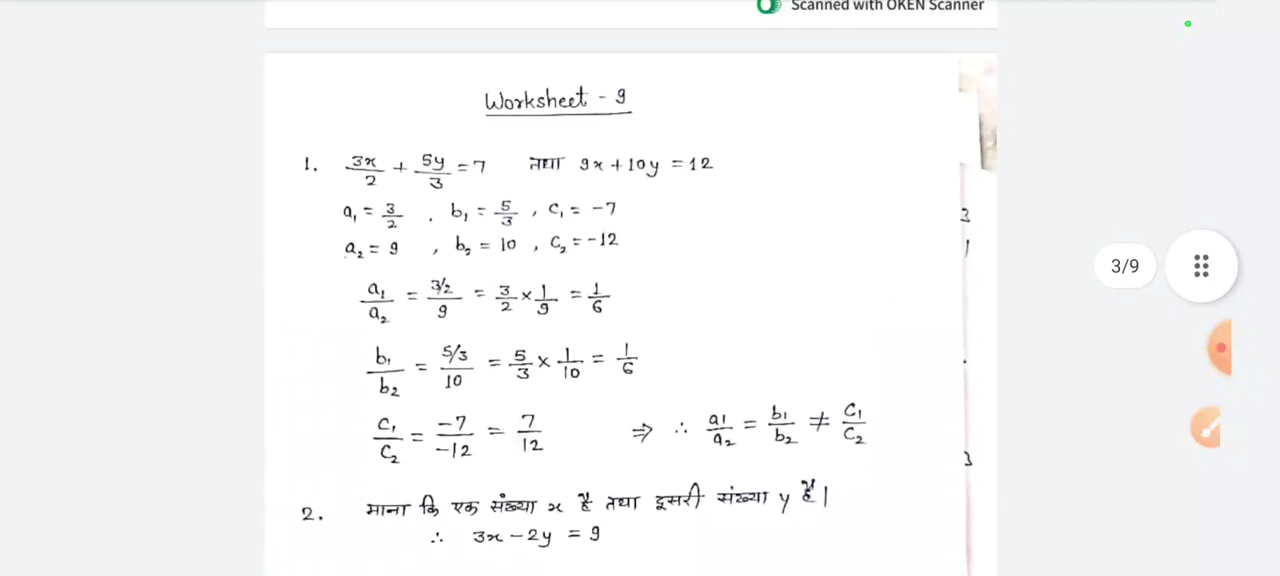 Scanned with OKEN Scanner
Worksheet - 9
1. 3x/2 + 5y/3 = 7 तथा 9x + 10y = 12
a₁ = 3/2 , b₁ = 5/3 , c₁ = -7
a₂ = 9 , b₂ = 10 , c₂ = -12
a₁/a₂ = 3/2/9 = 3/2 × 1/9 = 1/6
b₁/b₂ = 5/3/10 = 5/3 × 1/10 = 1/6
c₁/c₂ = -7/-12 = 7/12 ⇒ ∴ a₁/a₂ = b₁/b₂ ≠ c₁/c₂
2. माना कि एक संख्या x है तथा दूसरी संख्या y है।
∴ 3x - 2y = 9
3/9